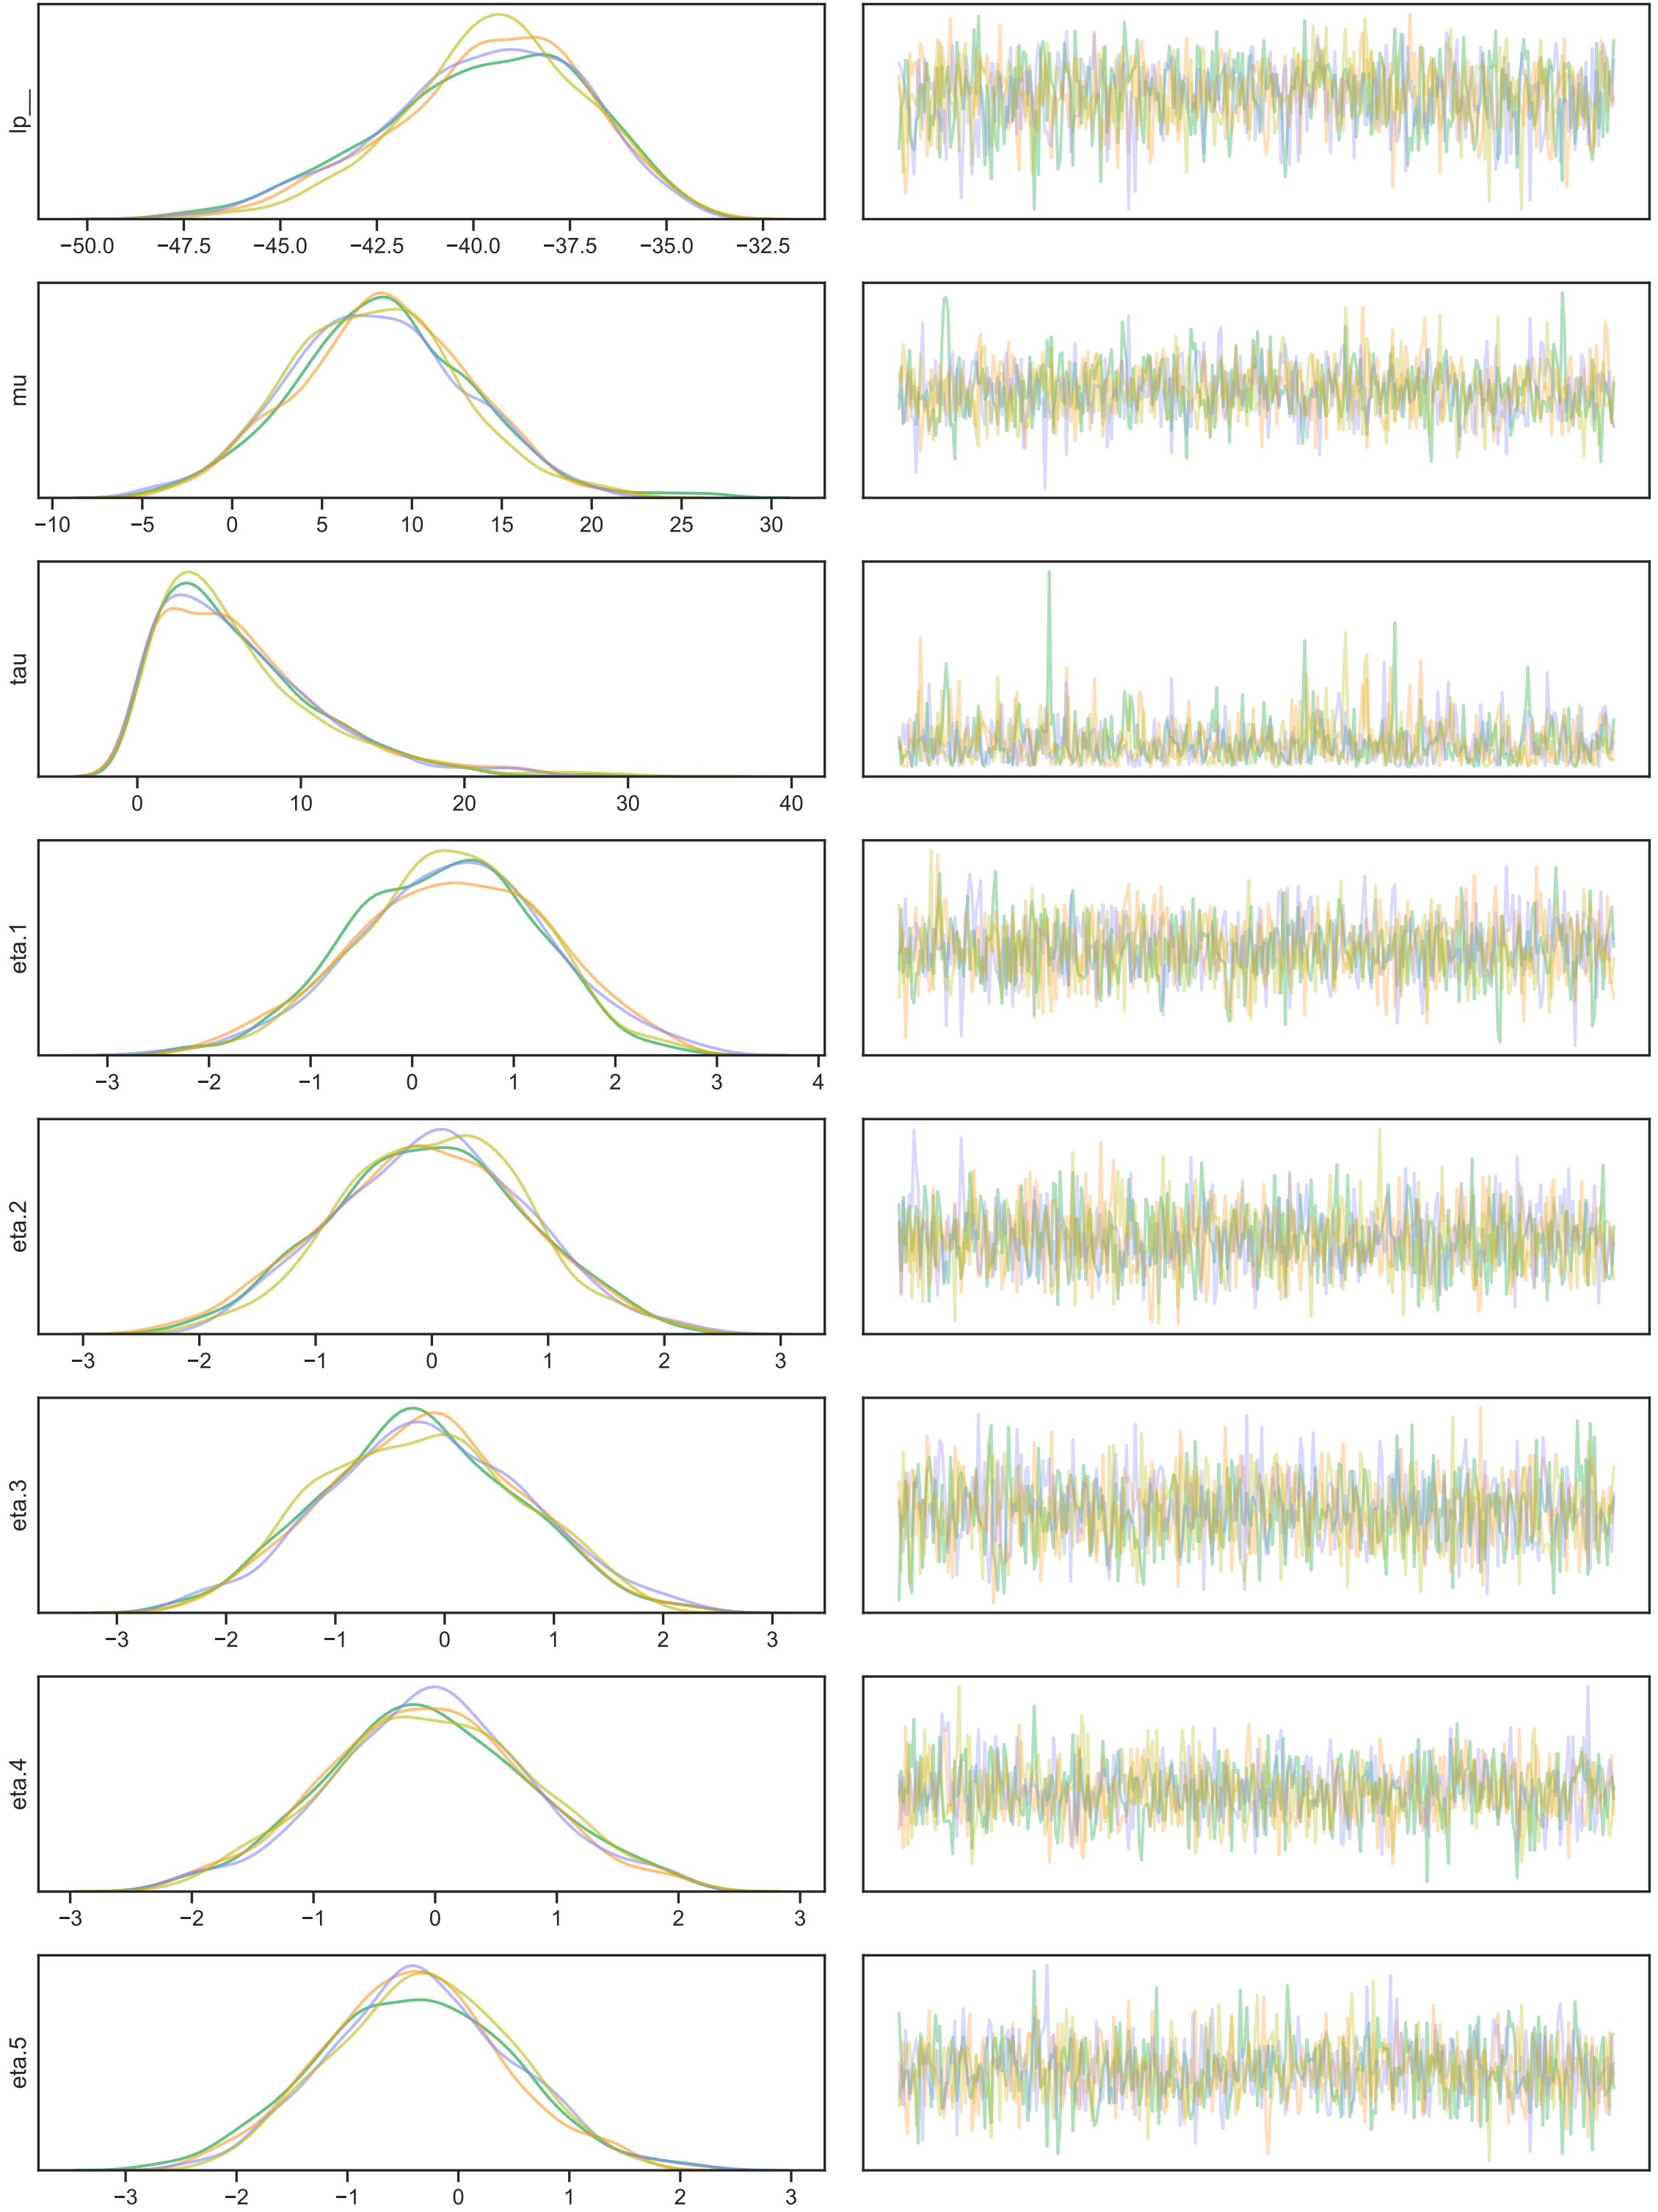 lp__
−50.0 −47.5 −45.0 −42.5 −40.0 −37.5 −35.0 −32.5
mu
−10 −5 0 5 10 15 20 25 30
tau
0 10 20 30 40
eta.1
−3 −2 −1 0 1 2 3 4
eta.2
−3 −2 −1 0 1 2 3
eta.3
−3 −2 −1 0 1 2 3
eta.4
−3 −2 −1 0 1 2 3
eta.5
−3 −2 −1 0 1 2 3